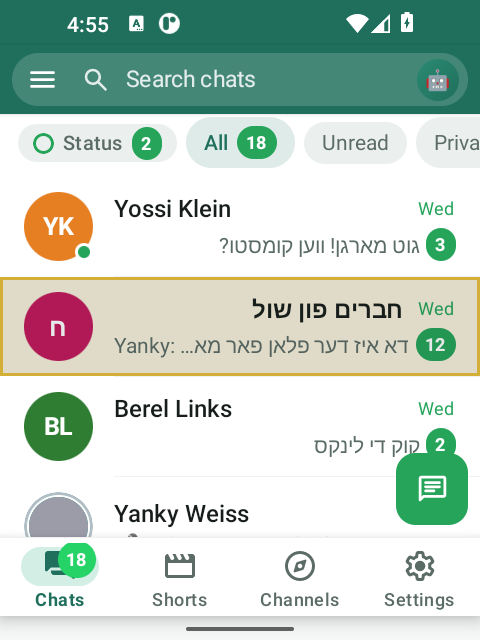 4:55
A
Search chats
Status 2
All 18
Unread
Priva
YK
Yossi Klein
Wed
גוט מארגן! ווען קומסטו?
3
ח
חברים פון שול
Wed
Yanky: דא איז דער פלאן פאר מא...
12
BL
Berel Links
Wed
קוק די לינקס
2
Yanky Weiss
18
Chats
Shorts
Channels
Settings